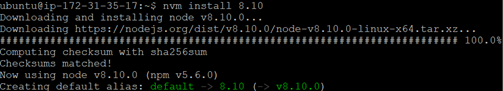 ubuntu@ip-172-31-35-17:~$ nvm install 8.10
Downloading and installing node v8.10.0...
Downloading https://nodejs.org/dist/v8.10.0/node-v8.10.0-linux-x64.tar.xz...
######################################################################## 100.0%
Computing checksum with sha256sum
Checksums matched!
Now using node v8.10.0 (npm v5.6.0)
Creating default alias: default -> 8.10 (-> v8.10.0)